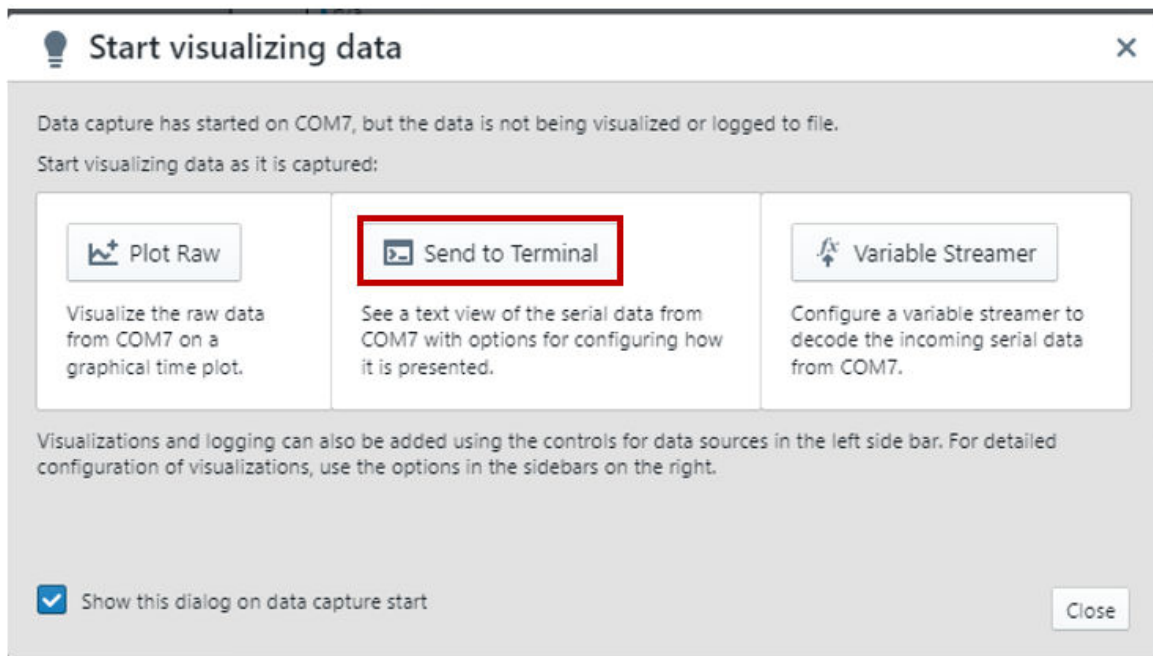 Start visualizing data
Data capture has started on COM7, but the data is not being visualized or logged to file.
Start visualizing data as it is captured:
Plot Raw
Visualize the raw data
from COM7 on a
graphical time plot.
Send to Terminal
See a text view of the serial data from
COM7 with options for configuring how
it is presented.
Variable Streamer
Configure a variable streamer to
decode the incoming serial data
from COM7.
Visualizations and logging can also be added using the controls for data sources in the left side bar. For detailed
configuration of visualizations, use the options in the sidebars on the right.
Show this dialog on data capture start
Close